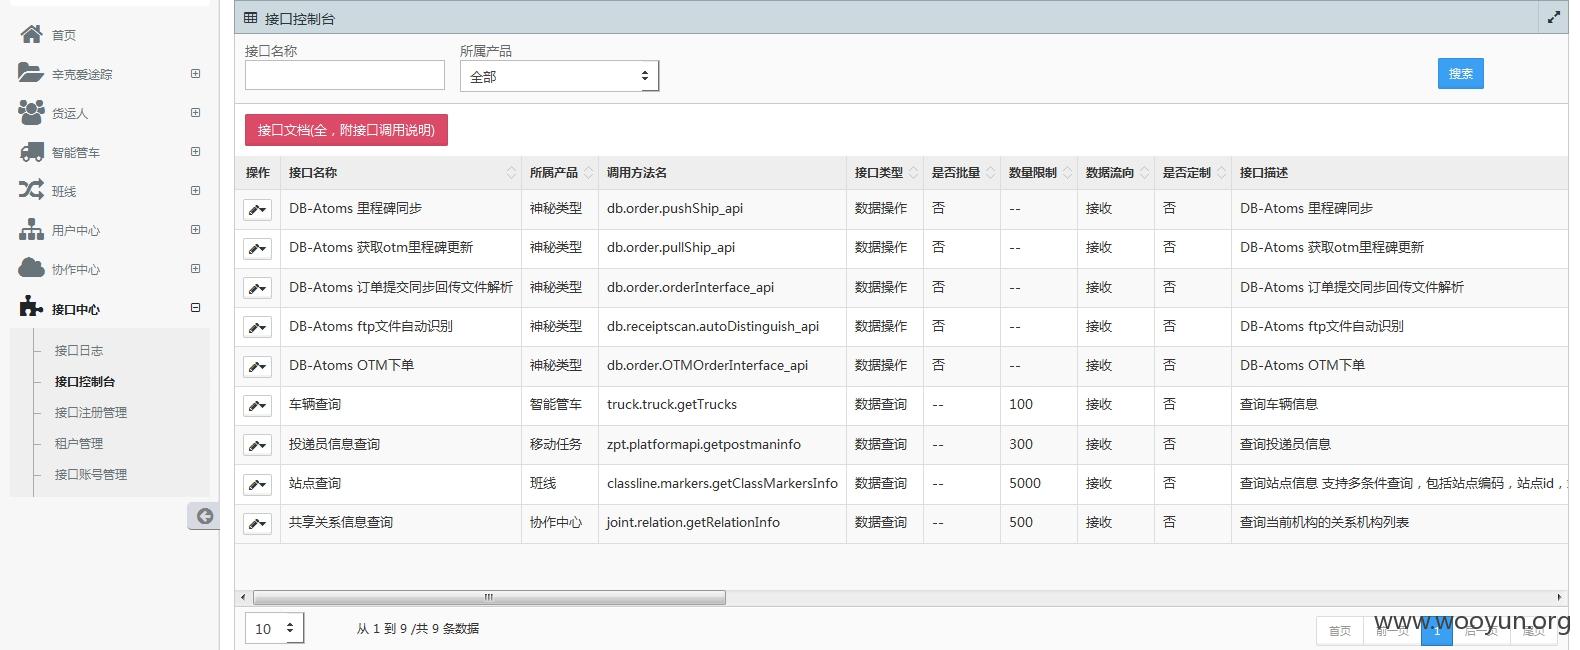 首页
辛克爱途踪
货运人
智能管车
班线
用户中心
协作中心
接口中心
接口日志
接口控制台
接口注册管理
租户管理
接口账号管理
接口控制台
接口名称 所属产品
全部
搜索
接口文档(全，附接口调用说明)
操作 接口名称 所属产品 调用方法名 接口类型 是否批量 数量限制 数据流向 是否定制 接口描述
DB-Atoms 里程碑同步 神秘类型 db.order.pushShip_api 数据操作 否 -- 接收 否 DB-Atoms 里程碑同步
DB-Atoms 获取otm里程碑更新 神秘类型 db.order.pullShip_api 数据操作 否 -- 接收 否 DB-Atoms 获取otm里程碑更新
DB-Atoms 订单提交同步回传文件解析 神秘类型 db.order.orderInterface_api 数据操作 否 -- 接收 否 DB-Atoms 订单提交同步回传文件解析
DB-Atoms ftp文件自动识别 神秘类型 db.receiptscan.autoDistinguish_api 数据操作 否 -- 接收 否 DB-Atoms ftp文件自动识别
DB-Atoms OTM下单 神秘类型 db.order.OTMOrderInterface_api 数据操作 否 -- 接收 否 DB-Atoms OTM下单
车辆查询 智能管车 truck.truck.getTrucks 数据查询 -- 100 接收 否 查询车辆信息
投递员信息查询 移动任务 zpt.platformapi.getpostmaninfo 数据查询 -- 300 接收 否 查询投递员信息
站点查询 班线 classline.markers.getClassMarkersInfo 数据查询 -- 5000 接收 否 查询站点信息 支持多条件查询，包括站点编码，站点id，
共享关系信息查询 协作中心 joint.relation.getRelationInfo 数据查询 -- 500 接收 否 查询当前机构的关系机构列表
10 从 1 到 9 /共 9 条数据
首页 前一页 1 后一页 尾页
www.wooyun.org